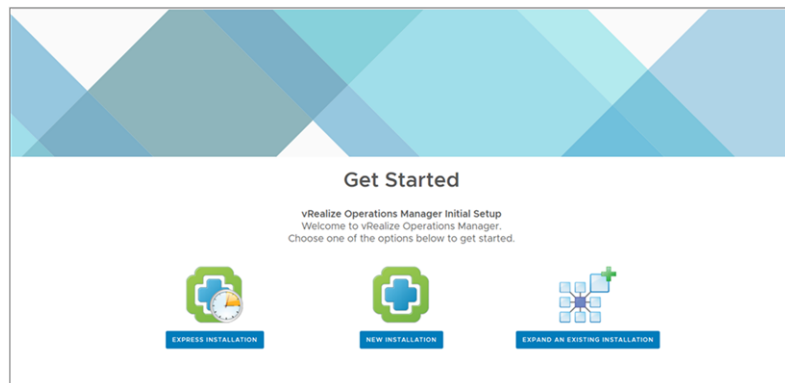 Get Started
vRealize Operations Manager Initial Setup
Welcome to vRealize Operations Manager.
Choose one of the options below to get started.
EXPRESS INSTALLATION
NEW INSTALLATION
EXPAND AN EXISTING INSTALLATION